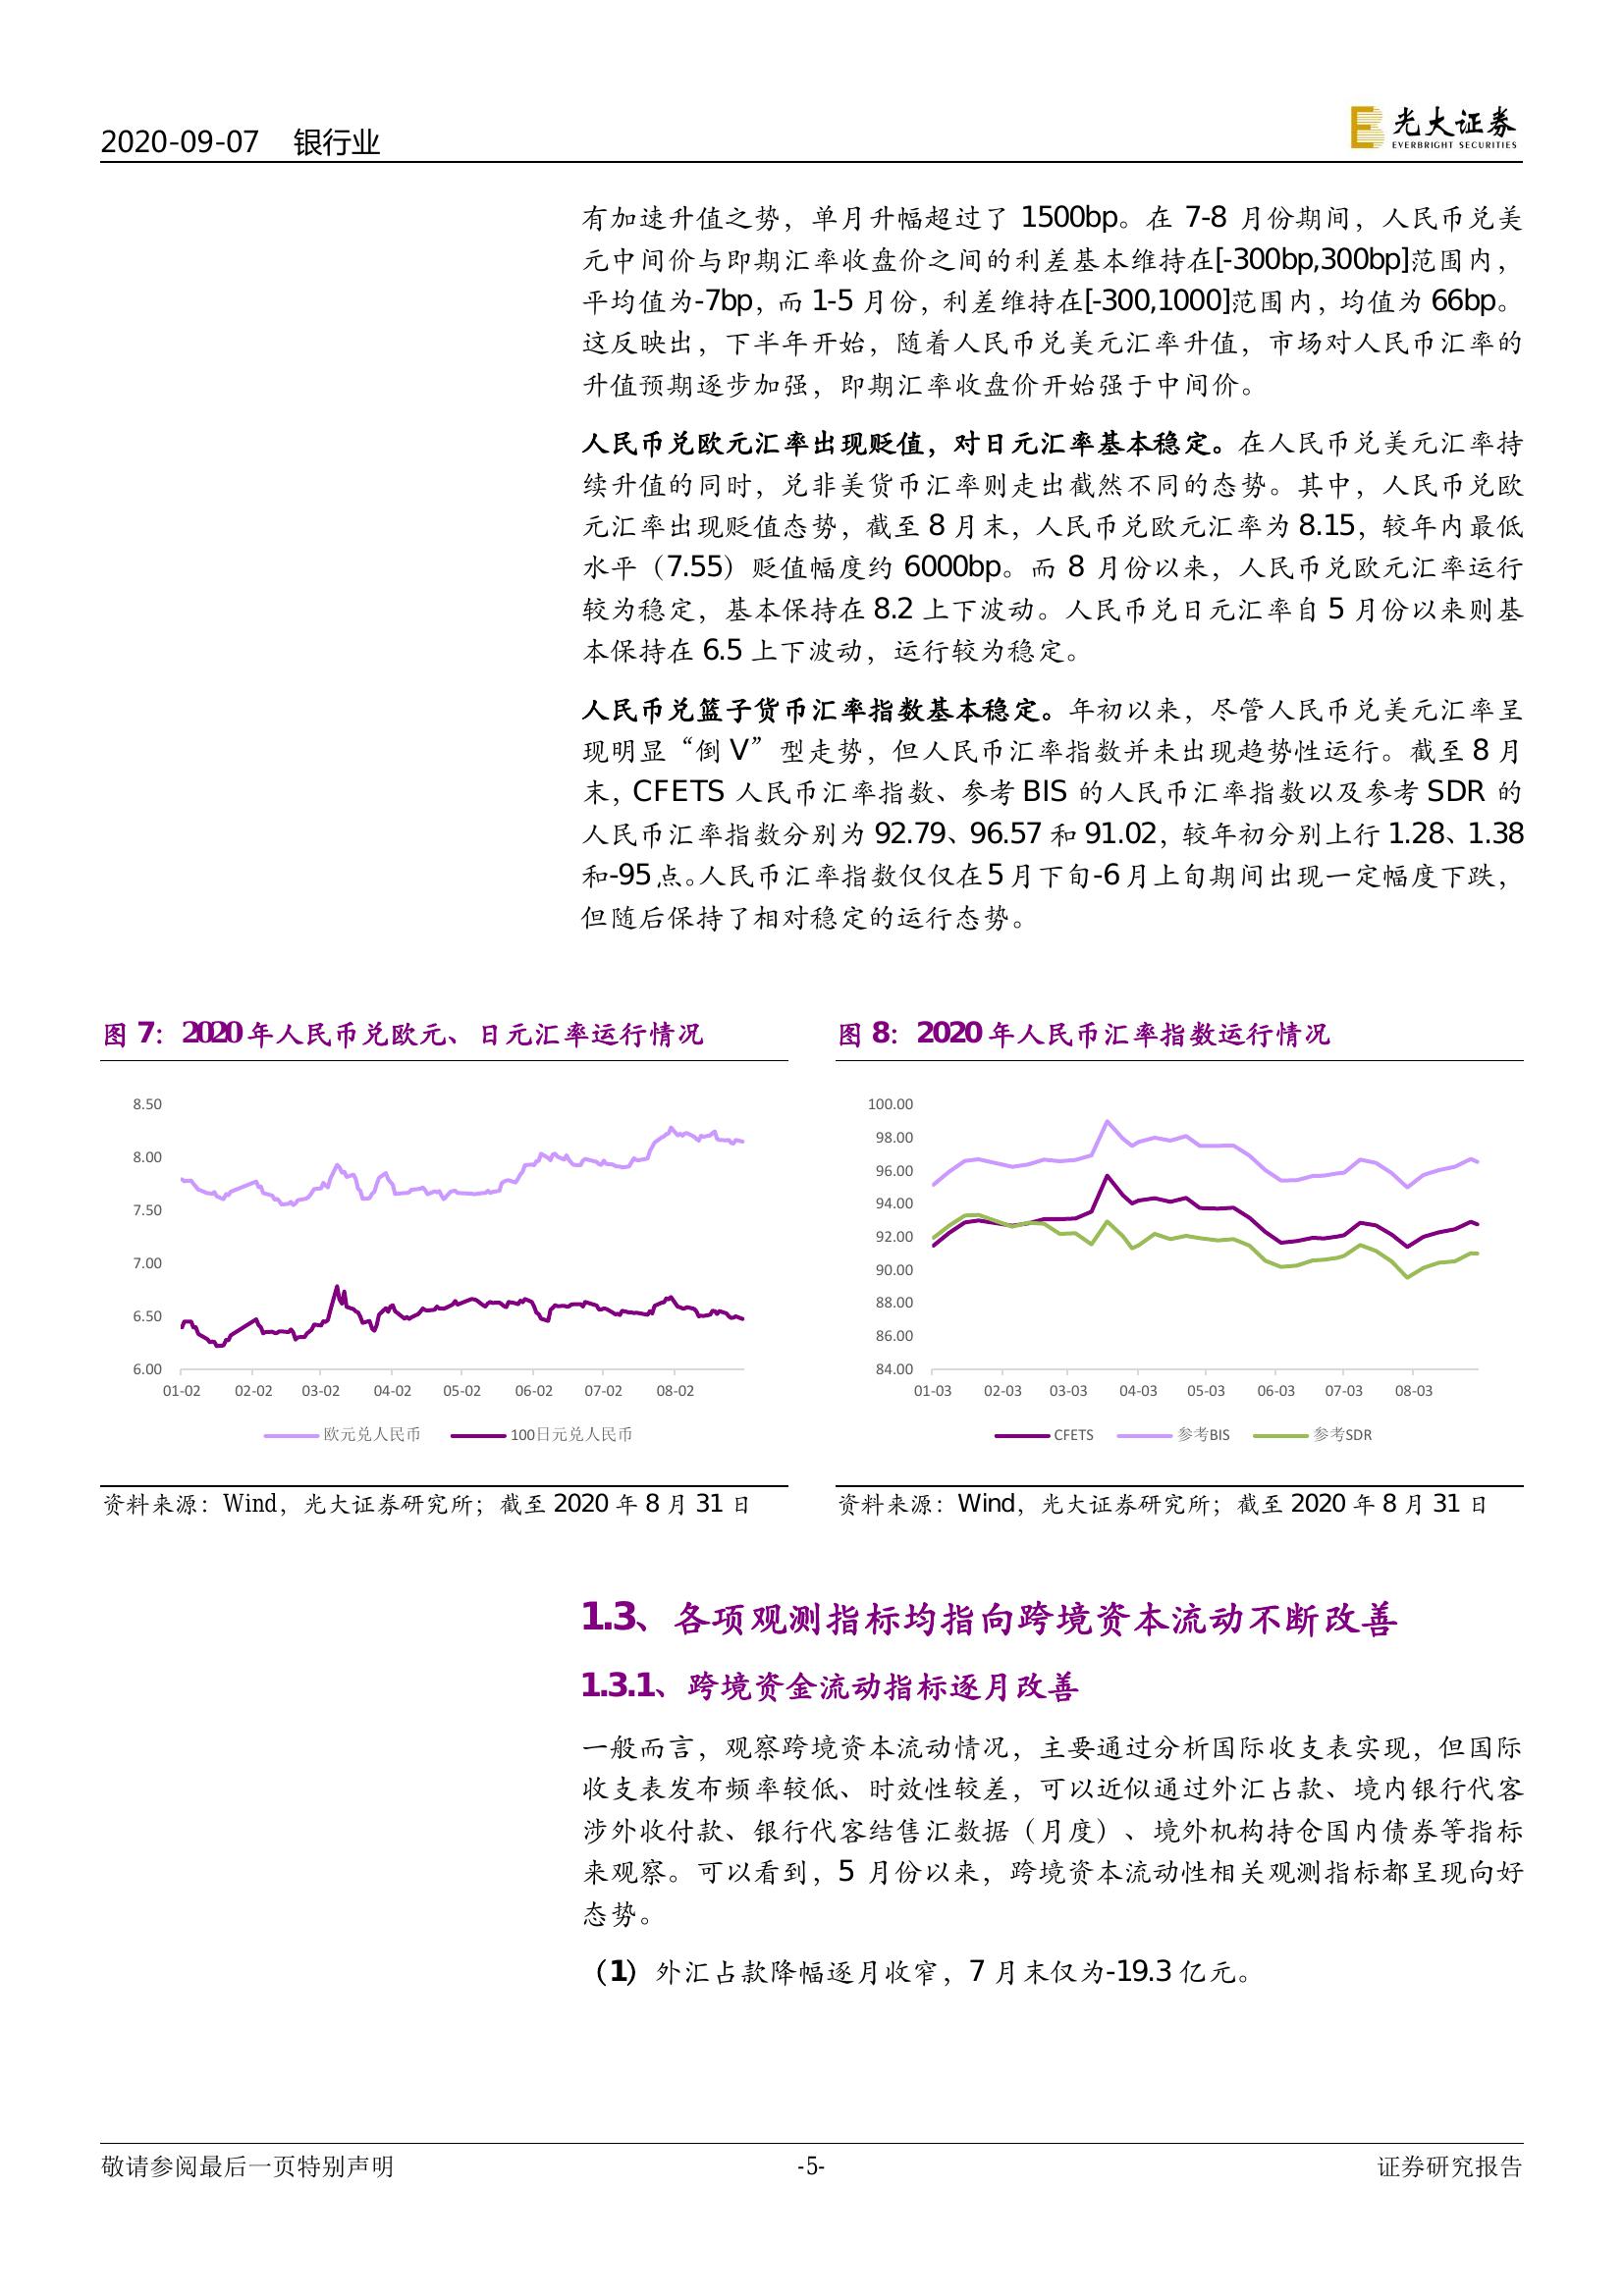 2020-09-07 银行业
光大证券
EVERBRIGHT SECURITIES
有加速升值之势，单月升幅超过了 1500bp。在 7-8 月份期间，人民币兑美
元中间价与即期汇率收盘价之间的利差基本维持在[-300bp,300bp]范围内，
平均值为-7bp，而 1-5 月份，利差维持在[-300,1000]范围内，均值为 66bp。
这反映出，下半年开始，随着人民币兑美元汇率升值，市场对人民币汇率的
升值预期逐步加强，即期汇率收盘价开始强于中间价。
人民币兑欧元汇率出现贬值，对日元汇率基本稳定。在人民币兑美元汇率持
续升值的同时，兑非美货币汇率则走出截然不同的态势。其中，人民币兑欧
元汇率出现贬值态势，截至 8 月末，人民币兑欧元汇率为 8.15，较年内最低
水平（7.55）贬值幅度约 6000bp。而 8 月份以来，人民币兑欧元汇率运行
较为稳定，基本保持在 8.2 上下波动。人民币兑日元汇率自 5 月份以来则基
本保持在 6.5 上下波动，运行较为稳定。
人民币兑篮子货币汇率指数基本稳定。年初以来，尽管人民币兑美元汇率呈
现明显“倒 V”型走势，但人民币汇率指数并未出现趋势性运行。截至 8 月
末，CFETS 人民币汇率指数、参考 BIS 的人民币汇率指数以及参考 SDR 的
人民币汇率指数分别为 92.79、96.57 和 91.02，较年初分别上行 1.28、1.38
和-95 点。人民币汇率指数仅仅在 5 月下旬-6 月上旬期间出现一定幅度下跌，
但随后保持了相对稳定的运行态势。
图 7：2020 年人民币兑欧元、日元汇率运行情况
8.50
8.00
7.50
7.00
6.50
6.00
01-02 02-02 03-02 04-02 05-02 06-02 07-02 08-02
欧元兑人民币 100日元兑人民币
资料来源：Wind，光大证券研究所；截至 2020 年 8 月 31 日
图 8：2020 年人民币汇率指数运行情况
100.00
98.00
96.00
94.00
92.00
90.00
88.00
86.00
84.00
01-03 02-03 03-03 04-03 05-03 06-03 07-03 08-03
CFETS 参考BIS 参考SDR
资料来源：Wind，光大证券研究所；截至 2020 年 8 月 31 日
1.3、各项观测指标均指向跨境资本流动不断改善
1.3.1、跨境资金流动指标逐月改善
一般而言，观察跨境资本流动情况，主要通过分析国际收支表实现，但国际
收支表发布频率较低、时效性较差，可以近似通过外汇占款、境内银行代客
涉外收付款、银行代客结售汇数据（月度）、境外机构持仓国内债券等指标
来观察。可以看到，5 月份以来，跨境资本流动性相关观测指标都呈现向好
态势。
（1）外汇占款降幅逐月收窄，7 月末仅为-19.3 亿元。
敬请参阅最后一页特别声明 -5- 证券研究报告